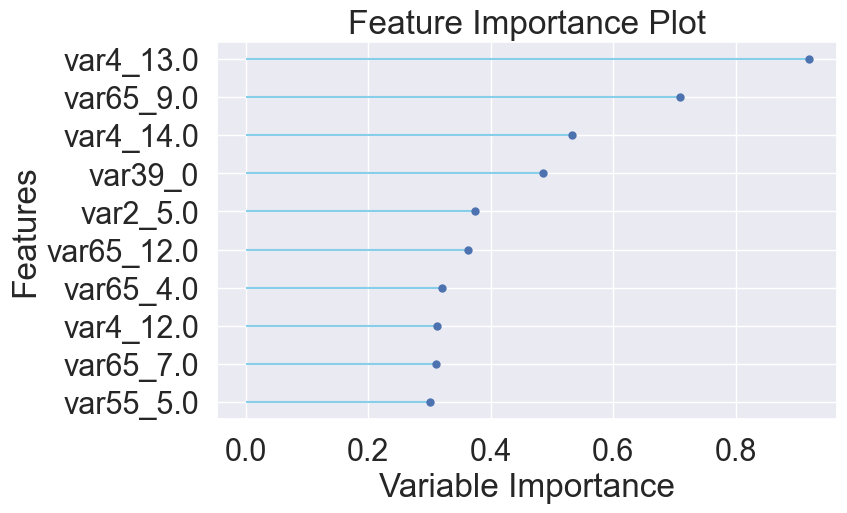 Feature Importance Plot
Features
var4_13.0
var65_9.0
var4_14.0
var39_0
var2_5.0
var65_12.0
var65_4.0
var4_12.0
var65_7.0
var55_5.0
0.0 0.2 0.4 0.6 0.8
Variable Importance